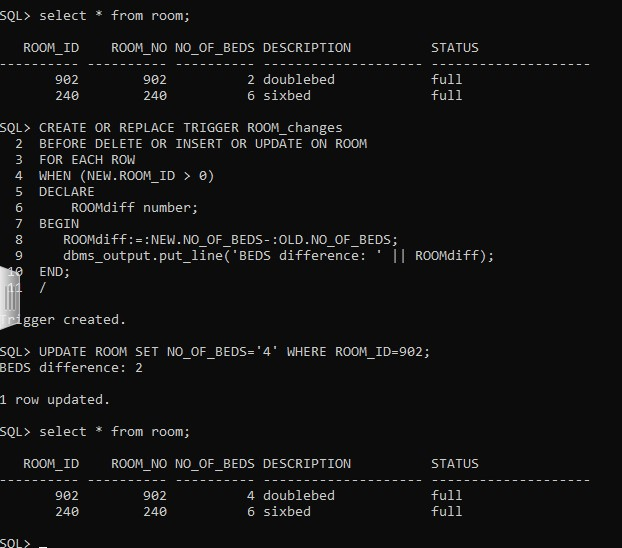 SQL> select * from room;
ROOM_ID ROOM_NO NO_OF_BEDS DESCRIPTION STATUS
---------- ---------- ---------- -------------------- --------------------
902 902 2 doublebed full
240 240 6 sixbed full
SQL> CREATE OR REPLACE TRIGGER ROOM_changes
2 BEFORE DELETE OR INSERT OR UPDATE ON ROOM
3 FOR EACH ROW
4 WHEN (NEW.ROOM_ID > 0)
5 DECLARE
6 ROOMdiff number;
7 BEGIN
8 ROOMdiff:=:NEW.NO_OF_BEDS-:OLD.NO_OF_BEDS;
9 dbms_output.put_line('BEDS difference: ' || ROOMdiff);
10 END;
11 /
Trigger created.
SQL> UPDATE ROOM SET NO_OF_BEDS='4' WHERE ROOM_ID=902;
BEDS difference: 2
1 row updated.
SQL> select * from room;
ROOM_ID ROOM_NO NO_OF_BEDS DESCRIPTION STATUS
---------- ---------- ---------- -------------------- --------------------
902 902 4 doublebed full
240 240 6 sixbed full
SQL> _